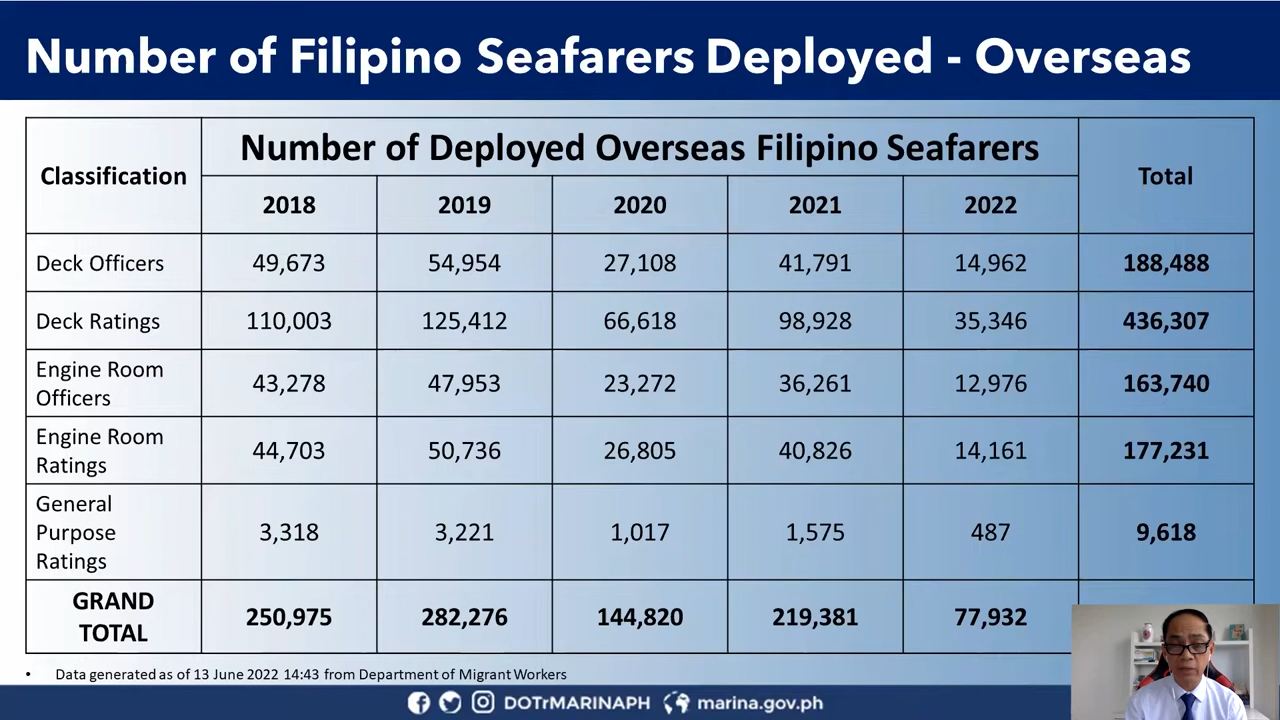 Number of Filipino Seafarers Deployed - Overseas
Classification
Number of Deployed Overseas Filipino Seafarers
Total
2018 2019 2020 2021 2022
Deck Officers 49,673 54,954 27,108 41,791 14,962 188,488
Deck Ratings 110,003 125,412 66,618 98,928 35,346 436,307
Engine Room
Officers 43,278 47,953 23,272 36,261 12,976 163,740
Engine Room
Ratings 44,703 50,736 26,805 40,826 14,161 177,231
General
Purpose 3,318 3,221 1,017 1,575 487 9,618
Ratings
GRAND
TOTAL 250,975 282,276 144,820 219,381 77,932
• Data generated as of 13 June 2022 14:43 from Department of Migrant Workers
DOTrMARINAPH marina.gov.ph